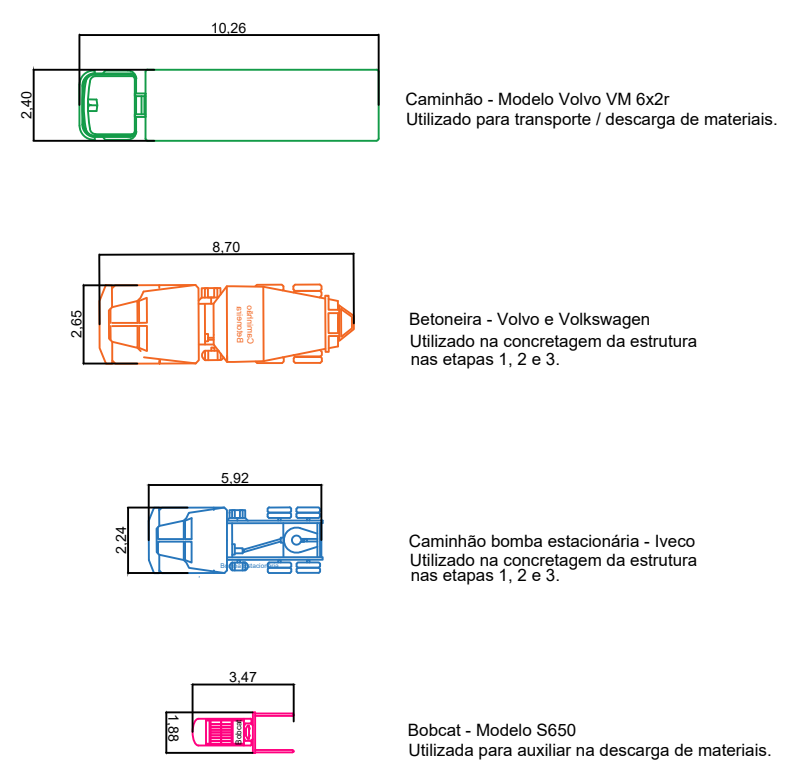 10,26
2,40
Caminhão - Modelo Volvo VM 6x2r
Utilizado para transporte / descarga de materiais.
8,70
2,65
Caminhão
Betoneira
Betoneira - Volvo e Volkswagen
Utilizado na concretagem da estrutura
nas etapas 1, 2 e 3.
5,92
2,24
Caminhão bomba estacionária - Iveco
Utilizado na concretagem da estrutura
nas etapas 1, 2 e 3.
3,47
1,88
Bobcat
Bobcat - Modelo S650
Utilizada para auxiliar na descarga de materiais.